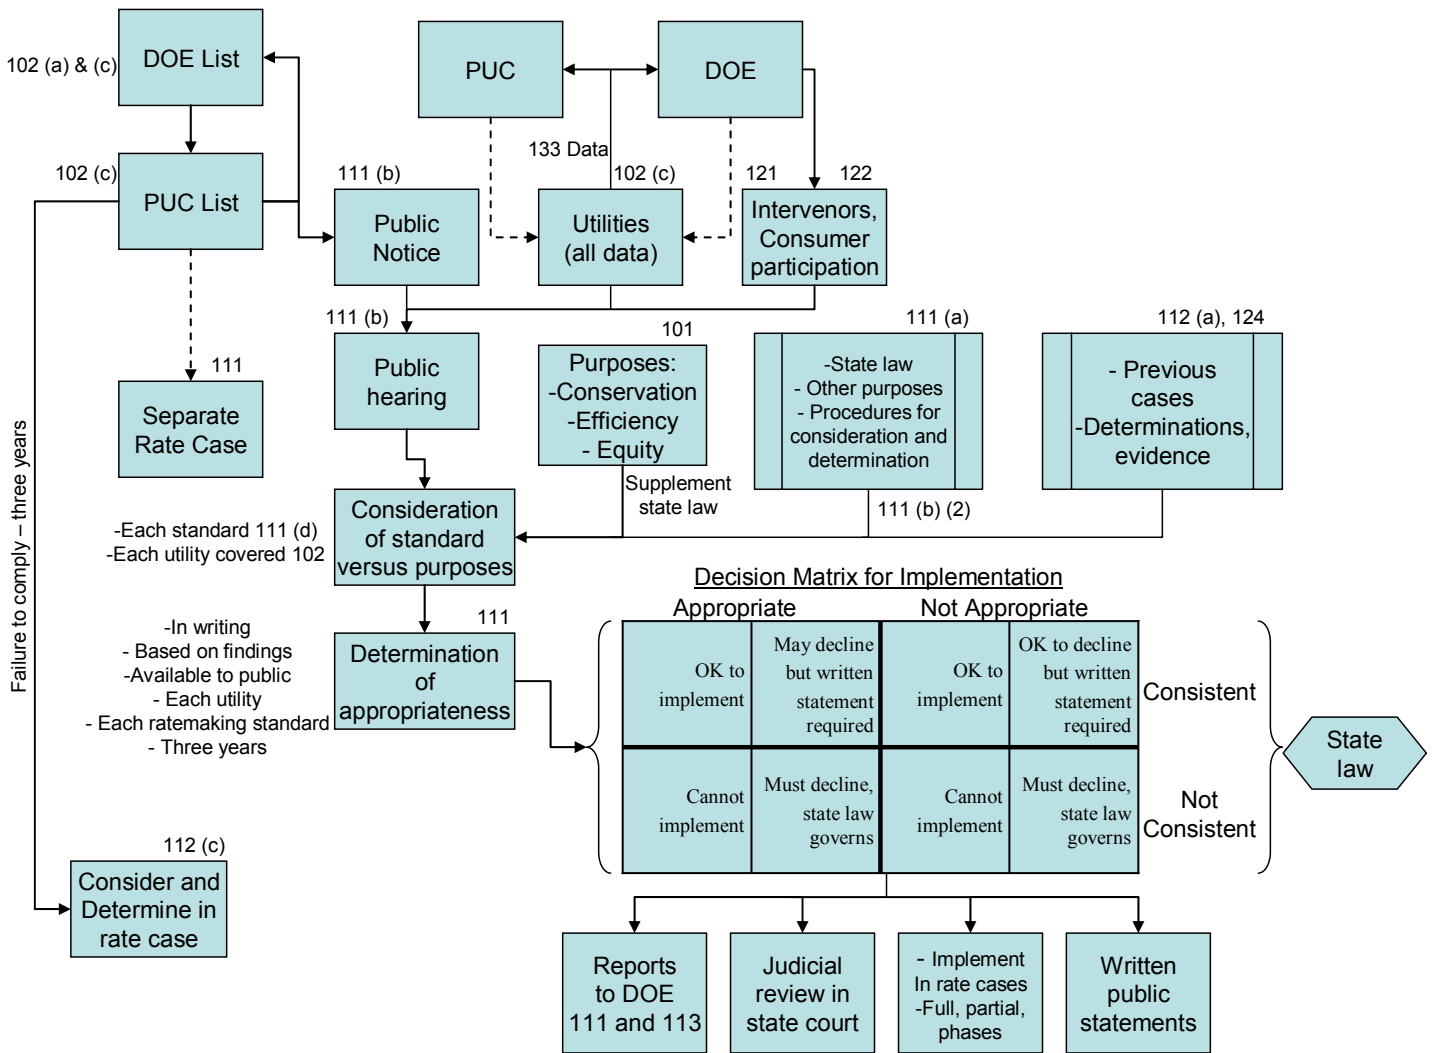 102 (a) & (c)
DOE List
PUC
DOE
133 Data
102 (c)
PUC List
111 (b)
Public
Notice
102 (c)
Utilities
(all data)
121
122
Intervenors,
Consumer
participation
111
Separate
Rate Case
111 (b)
Public
hearing
101
Purposes:
-Conservation
-Efficiency
- Equity
111 (a)
-State law
- Other purposes
- Procedures for
consideration and
determination
112 (a), 124
- Previous
cases
-Determinations,
evidence
Supplement
state law
111 (b) (2)
Failure to comply – three years
-Each standard 111 (d)
-Each utility covered 102
Consideration
of standard
versus purposes
-In writing
- Based on findings
-Available to public
- Each utility
- Each ratemaking standard
- Three years
111
Determination
of
appropriateness
Decision Matrix for Implementation
Appropriate
Not Appropriate
OK to
implement
May decline
but written
statement
required
OK to
implement
OK to decline
but written
statement
required
Consistent
Cannot
implement
Must decline,
state law
governs
Cannot
implement
Must decline,
state law
governs
Not
Consistent
State
law
112 (c)
Consider and
Determine in
rate case
Reports
to DOE
111 and 113
Judicial
review in
state court
- Implement
In rate cases
-Full, partial,
phases
Written
public
statements